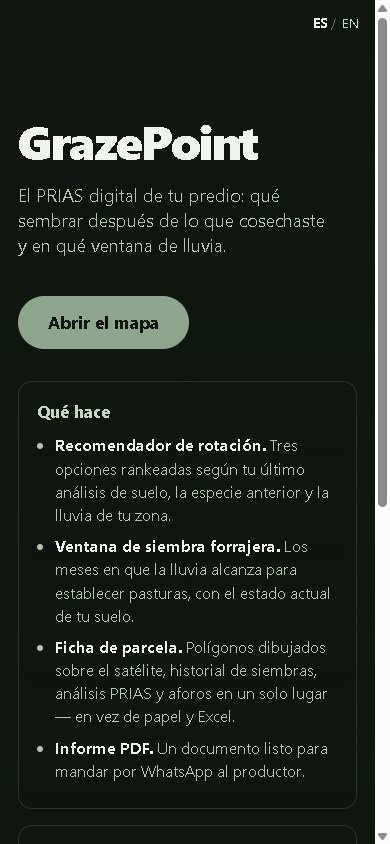 ES / EN
GrazePoint
El PRIAS digital de tu predio: qué
sembrar después de lo que cosechaste
y en qué ventana de lluvia.
Abrir el mapa
Qué hace
• Recomendador de rotación. Tres
opciones rankeadas según tu último
análisis de suelo, la especie anterior y la
lluvia de tu zona.
• Ventana de siembra forrajera. Los
meses en que la lluvia alcanza para
establecer pasturas, con el estado actual
de tu suelo.
• Ficha de parcela. Polígonos dibujados
sobre el satélite, historial de siembras,
análisis PRIAS y aforos en un solo lugar
— en vez de papel y Excel.
• Informe PDF. Un documento listo para
mandar por WhatsApp al productor.